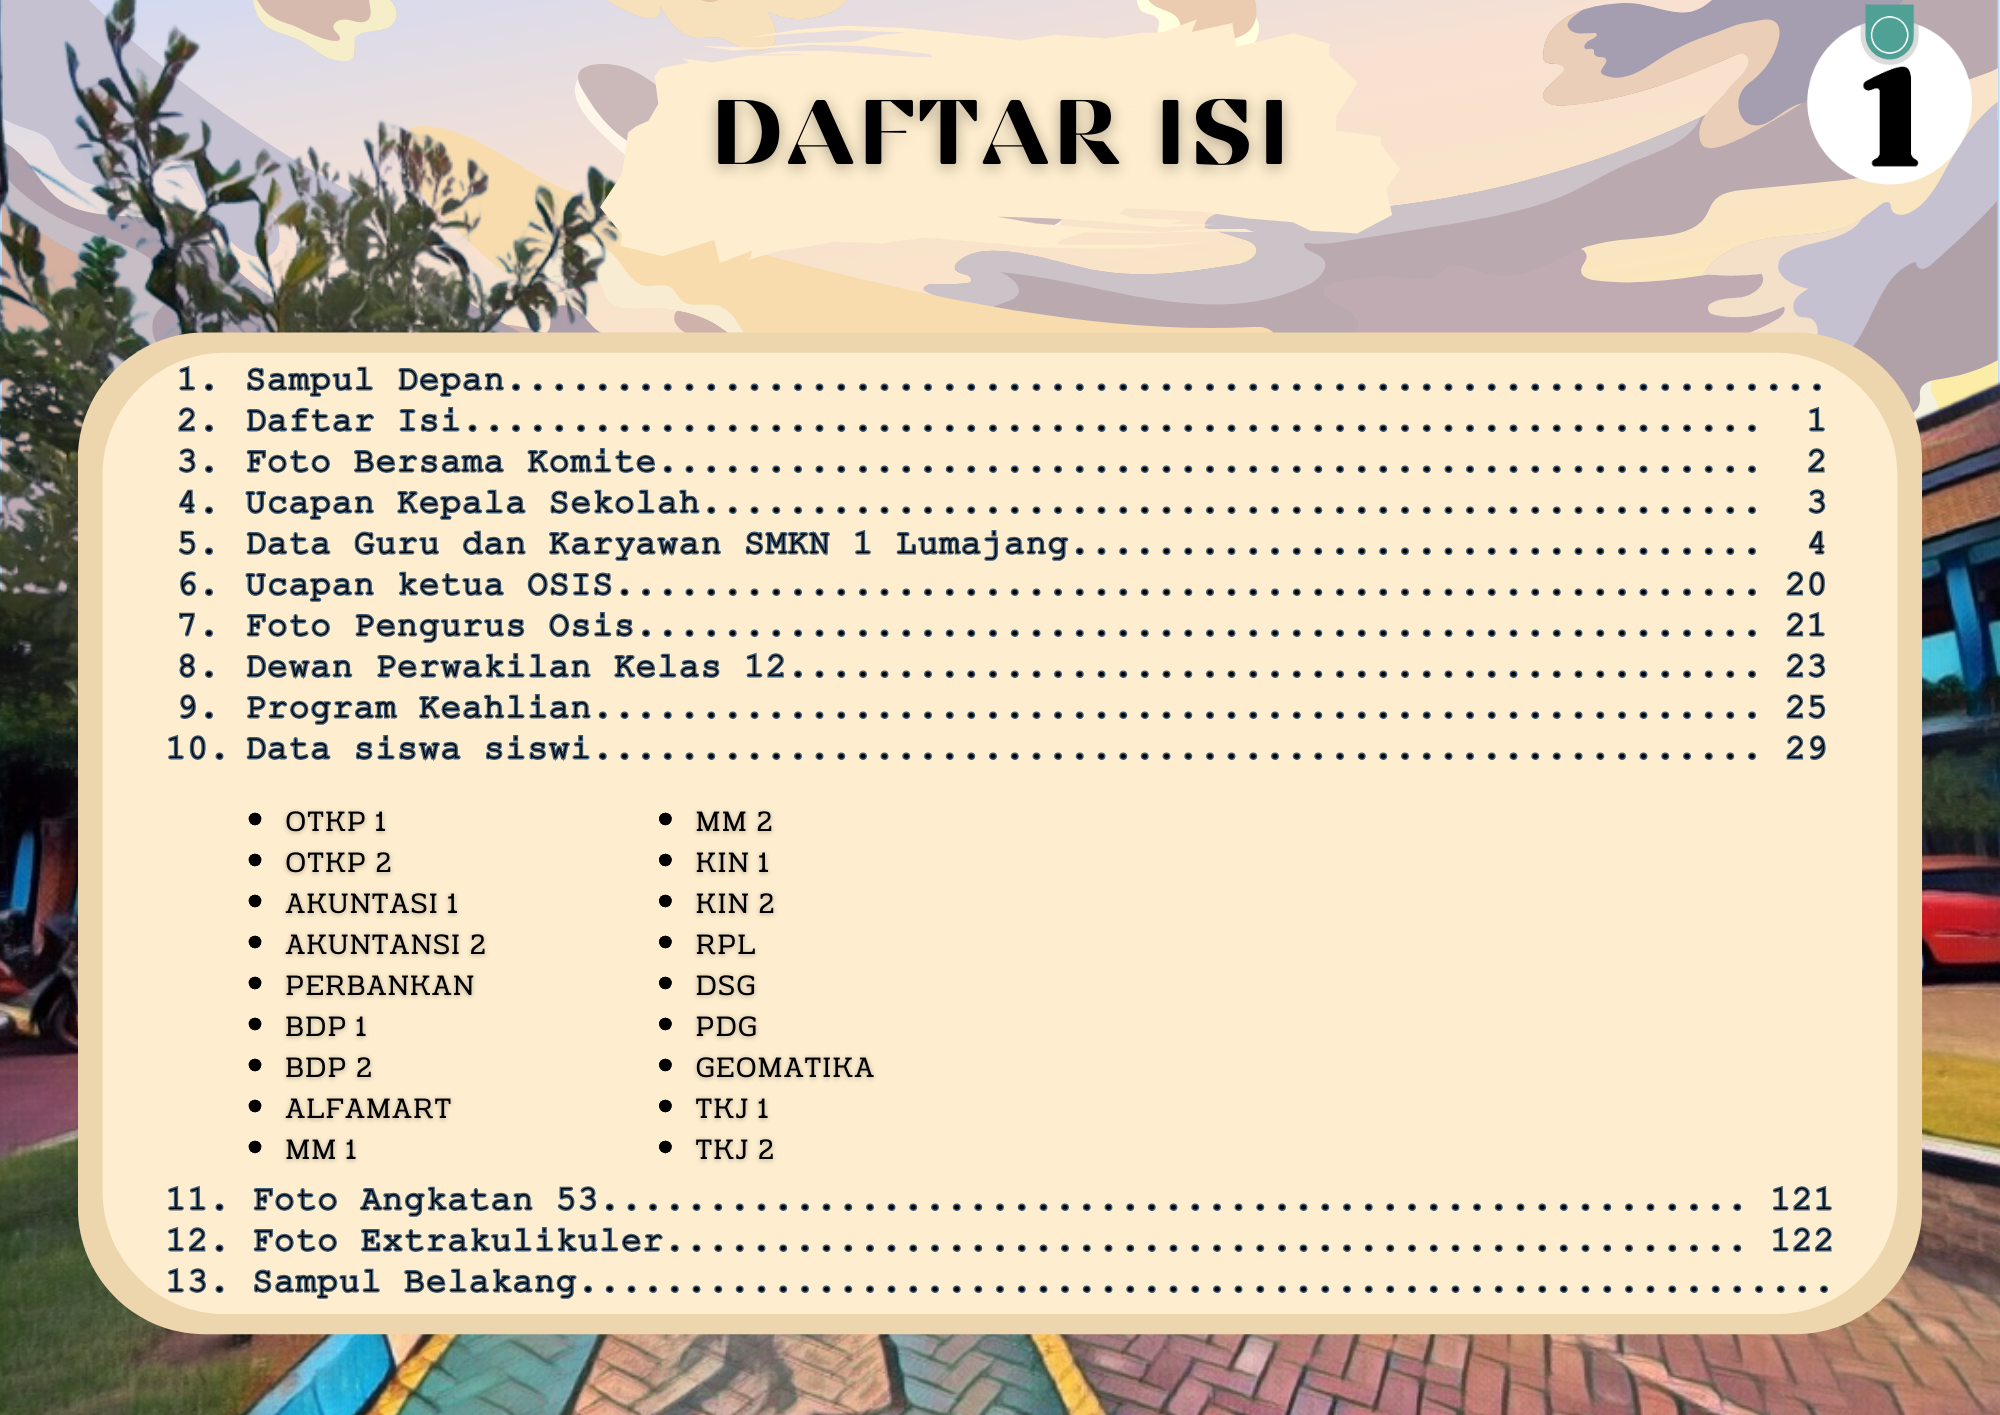 DAFTAR ISI
1
1. Sampul Depan.............................................................
2. Daftar Isi............................................................ 1
3. Foto Bersama Komite................................................... 2
4. Ucapan Kepala Sekolah................................................. 3
5. Data Guru dan Karyawan SMKN 1 Lumajang................................ 4
6. Ucapan ketua OSIS..................................................... 20
7. Foto Pengurus Osis.................................................... 21
8. Dewan Perwakilan Kelas 12............................................. 23
9. Program Keahlian...................................................... 25
10. Data siswa siswi...................................................... 29
OTKP 1
OTKP 2
AKUNTASI 1
AKUNTANSI 2
PERBANKAN
BDP 1
BDP 2
ALFAMART
MM 1
MM 2
KIN 1
KIN 2
RPL
DSG
PDG
GEOMATIKA
TKJ 1
TKJ 2
11. Foto Angkatan 53..................................................... 121
12. Foto Extrakulikuler.................................................. 122
13. Sampul Belakang..........................................................